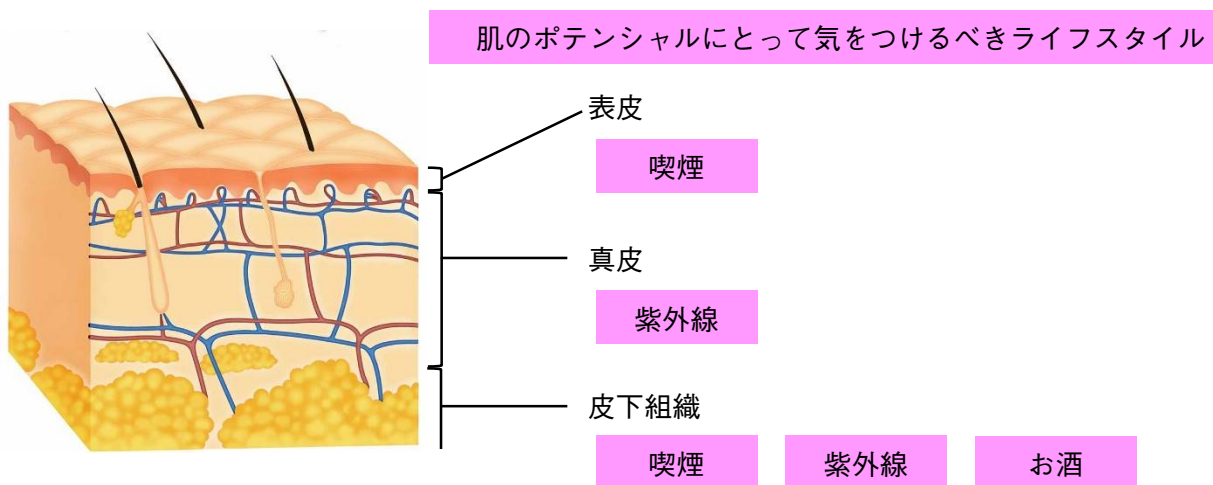 肌のポテンシャルにとって気をつけるべきライフスタイル
表皮
喫煙
真皮
紫外線
皮下組織
喫煙 紫外線 お酒